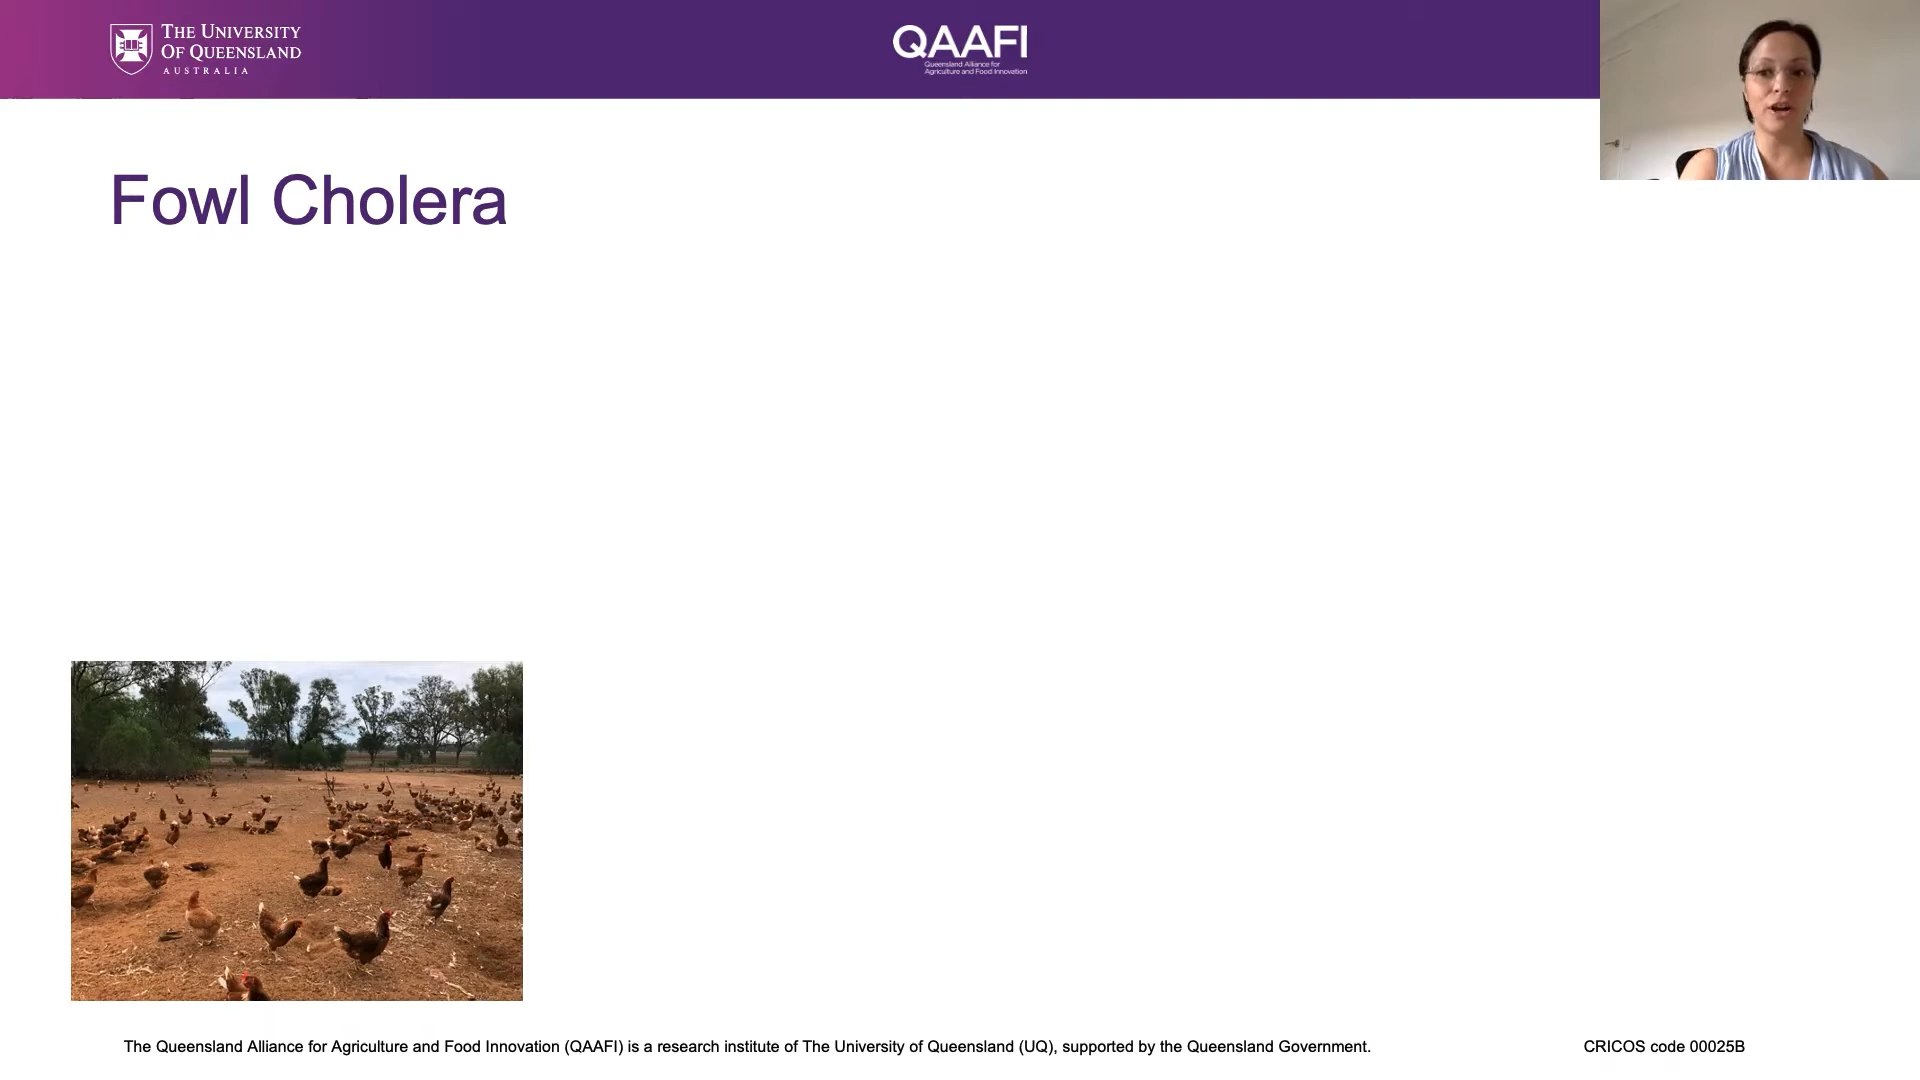 THE UNIVERSITY
OF QUEENSLAND
AUSTRALIA
QAAFI
Queensland Alliance for
Agriculture and Food Innovation
Fowl Cholera
The Queensland Alliance for Agriculture and Food Innovation (QAAFI) is a research institute of The University of Queensland (UQ), supported by the Queensland Government.
CRICOS code 00025B